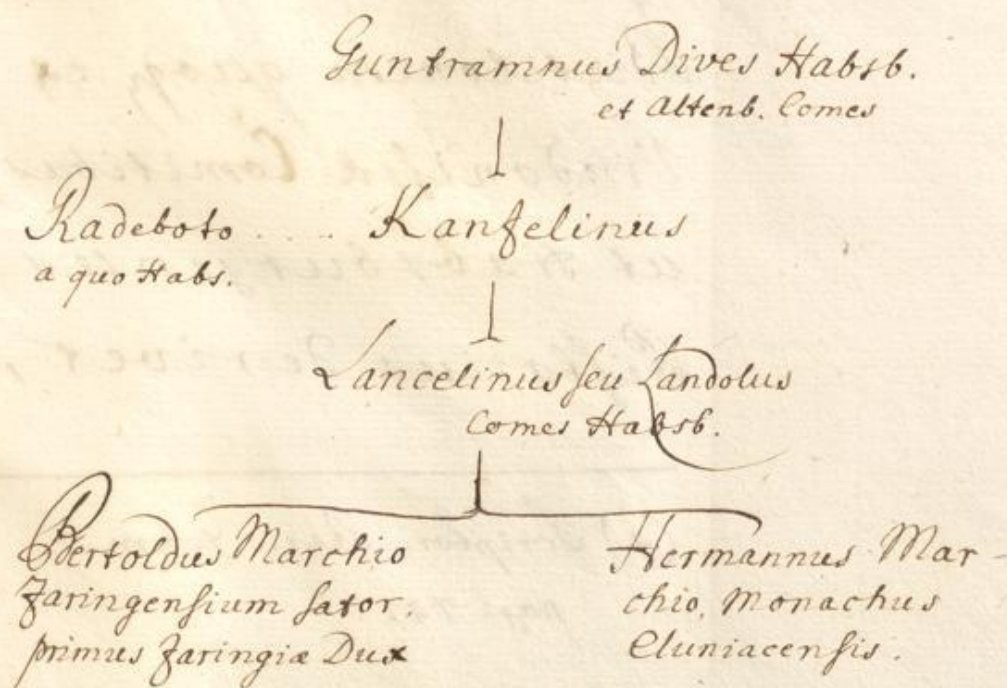 Guntramnus Dives Habsb.
et Altenb. Comes
Radeboto .... Kanzelinus
a quo Habs.
Lancelinus seu Landolus
Comes Habsb.
Bertoldus Marchio
Zaringensium sator.
primus Zaringiæ Dux
Hermannus Mar-
chio, Monachus
Cluniacensis.